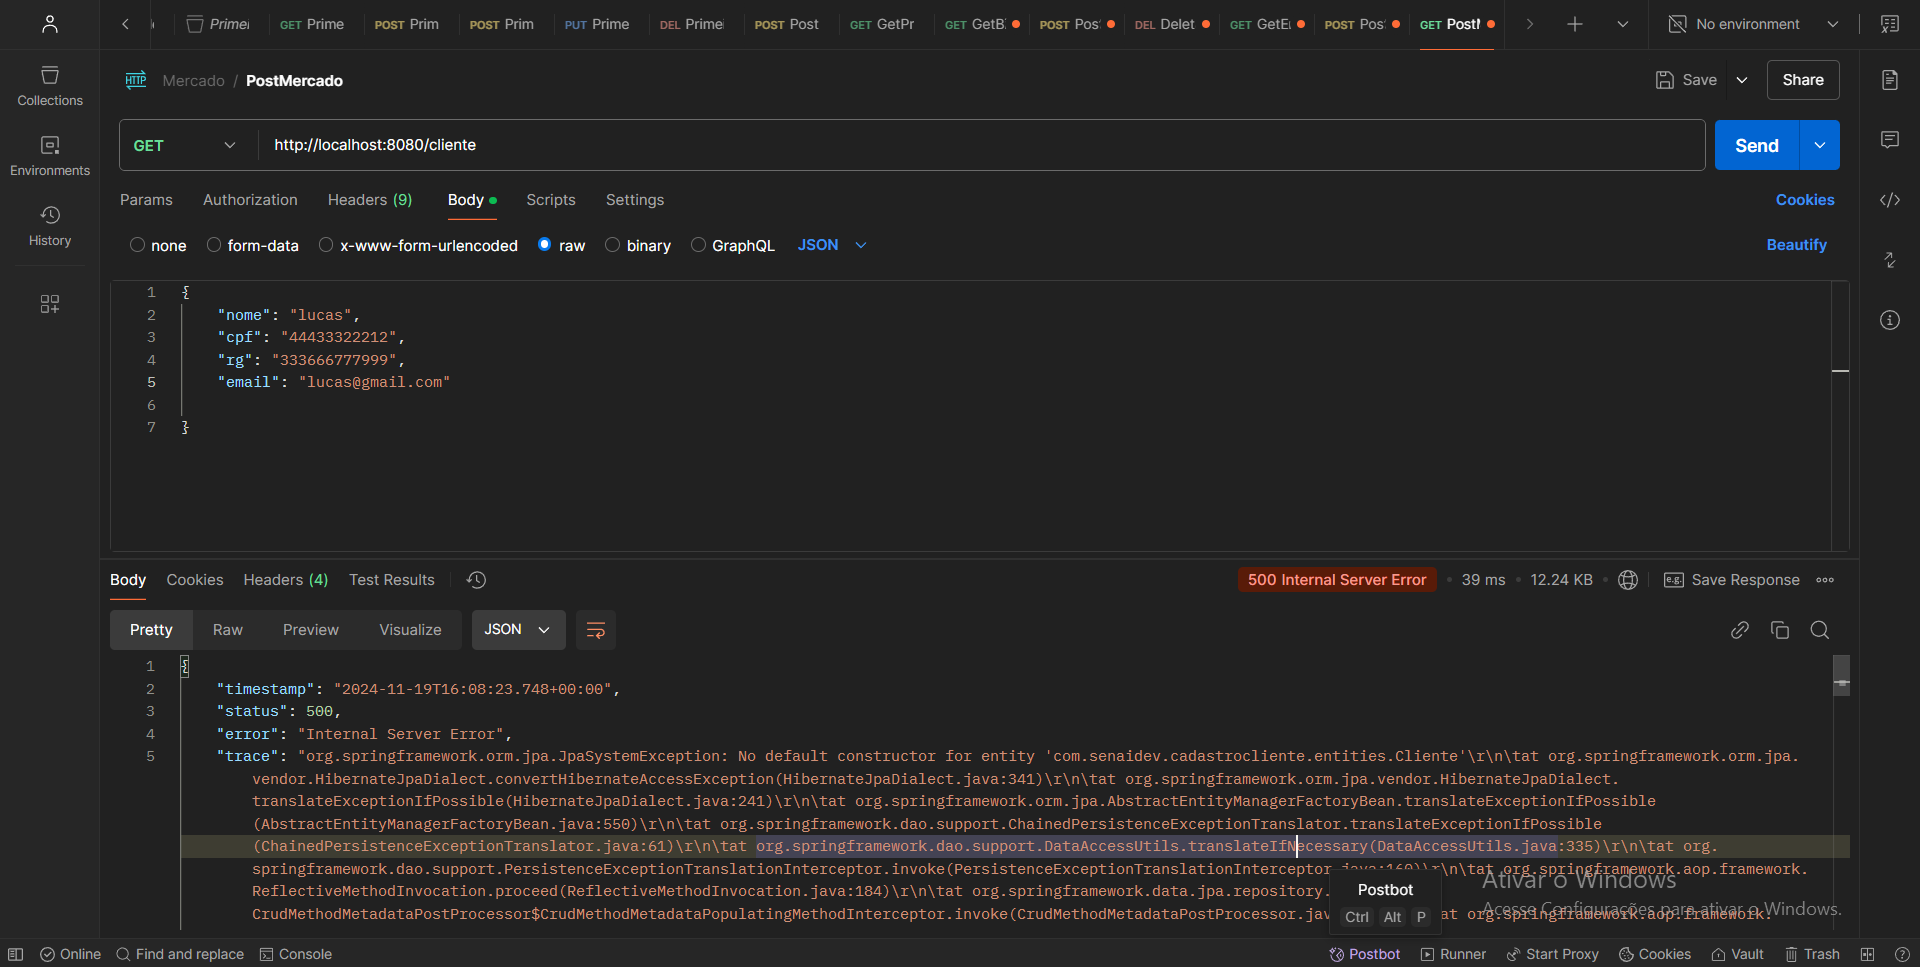 Primei
GET Prime
POST Prim
POST Prim
PUT Prime
DEL Prime
POST Post
GET GetPr
GET GetB
POST Pos
DEL Delet
GET GetE
POST Pos
GET Post
No environment
Collections
Environments
History
HTTP
Mercado / PostMercado
Save
Share
GET
http://localhost:8080/cliente
Send
Params
Authorization
Headers (9)
Body
Scripts
Settings
Cookies
none
form-data
x-www-form-urlencoded
raw
binary
GraphQL
JSON
Beautify
1 {
2 "nome": "lucas",
3 "cpf": "44433322212",
4 "rg": "333666777999",
5 "email": "lucas@gmail.com"
6
7 }
Body
Cookies
Headers (4)
Test Results
500 Internal Server Error
39 ms
12.24 KB
e.g.
Save Response
Pretty
Raw
Preview
Visualize
JSON
1 {
2 "timestamp": "2024-11-19T16:08:23.748+00:00",
3 "status": 500,
4 "error": "Internal Server Error",
5 "trace": "org.springframework.orm.jpa.JpaSystemException: No default constructor for entity 'com.senaidev.cadastrocliente.entities.Cliente'\r\n\tat org.springframework.orm.jpa.
vendor.HibernateJpaDialect.convertHibernateAccessException(HibernateJpaDialect.java:341)\r\n\tat org.springframework.orm.jpa.vendor.HibernateJpaDialect.
translateExceptionIfPossible(HibernateJpaDialect.java:241)\r\n\tat org.springframework.orm.jpa.AbstractEntityManagerFactoryBean.translateExceptionIfPossible
(AbstractEntityManagerFactoryBean.java:550)\r\n\tat org.springframework.dao.support.ChainedPersistenceExceptionTranslator.translateExceptionIfPossible
(ChainedPersistenceExceptionTranslator.java:61)\r\n\tat org.springframework.dao.support.DataAccessUtils.translateIfNecessary(DataAccessUtils.java:335)\r\n\tat org.
springframework.dao.support.PersistenceExceptionTranslationInterceptor.invoke(PersistenceExceptionTranslationInterceptor.java:160)\r\n\tat org.springframework.aop.framework.
ReflectiveMethodInvocation.proceed(ReflectiveMethodInvocation.java:184)\r\n\tat org.springframework.data.jpa.repository.
CrudMethodMetadataPostProcessor$CrudMethodMetadataPopulatingMethodInterceptor.invoke(CrudMethodMetadataPostProcessor.jav at org.springframework.aop.framework.
Postbot
Ctrl Alt P
Ativar o Windows
Acesse Configurações para ativar o Windows.
Online
Find and replace
Console
Postbot
Runner
Start Proxy
Cookies
Vault
Trash